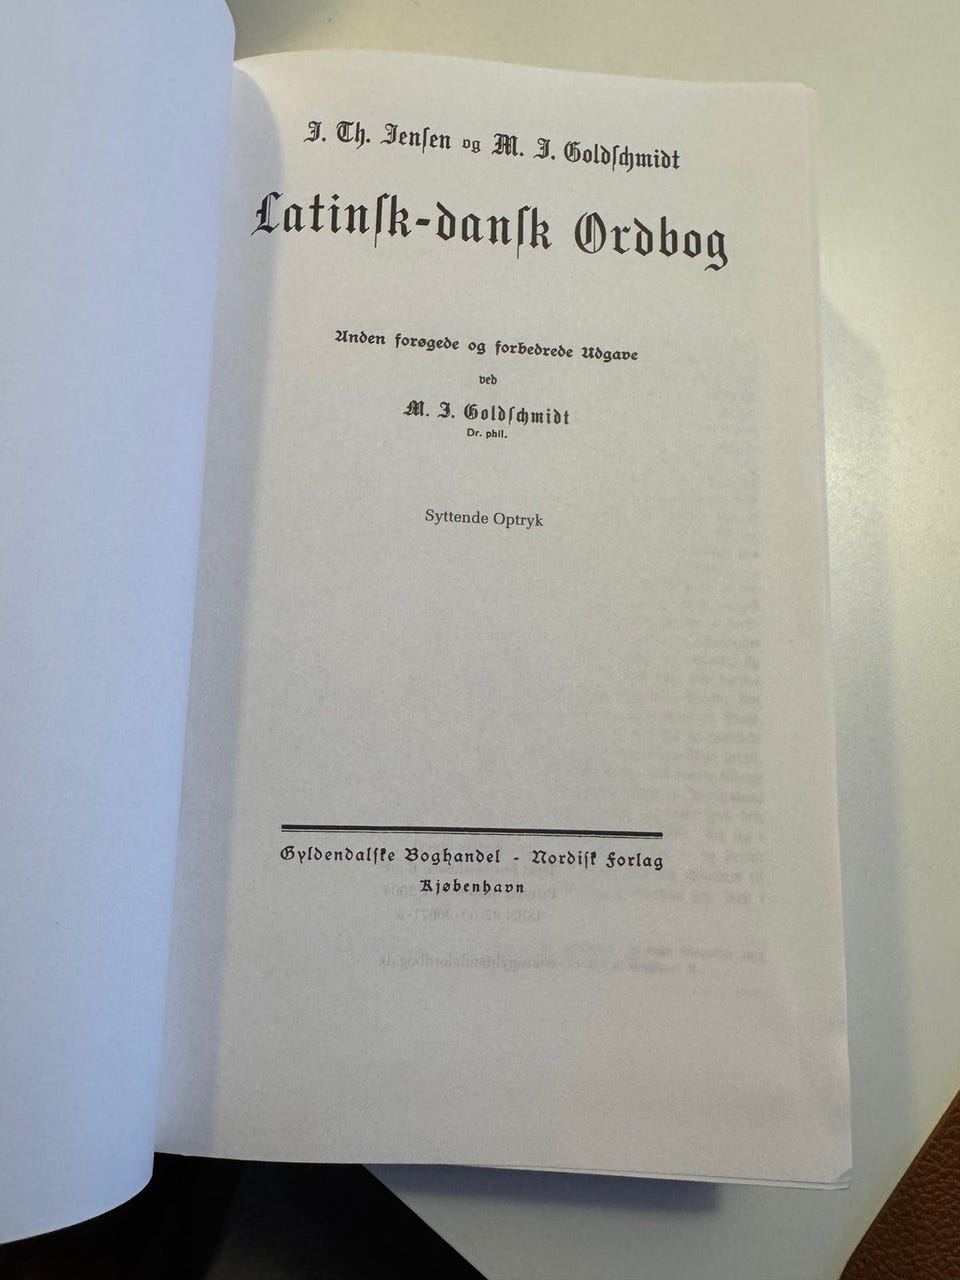 J. Th. Jensen og M. J. Goldschmidt
Latinsk-dansk Ordbog
Anden forøgede og forbedrede Udgave
ved
M. J. Goldschmidt
Dr. phil.
Syttende Optryk
Gyldendalske Boghandel - Nordisk Forlag
Kjøbenhavn